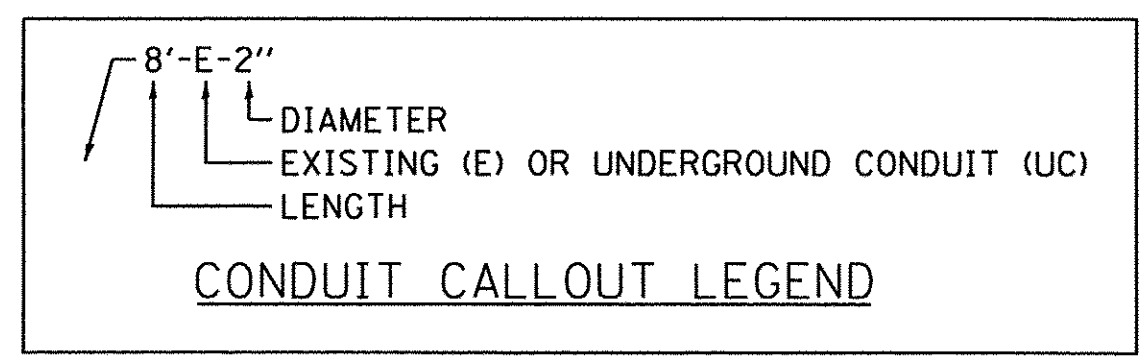 8'-E-2"
DIAMETER
EXISTING (E) OR UNDERGROUND CONDUIT (UC)
LENGTH
CONDUIT CALLOUT LEGEND